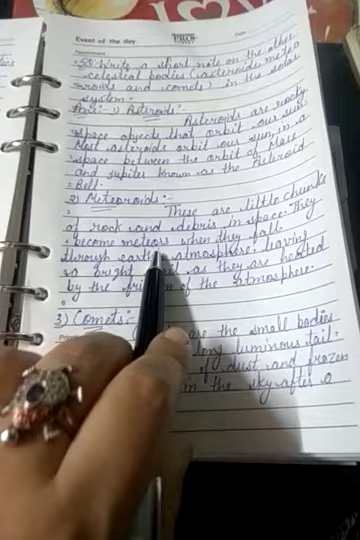 Event of the day
Date
Appointments
58. Write a short note on the other
celestial bodies (asteroids, meteo
-roids and comets) in the solar
system.
Ans:- 1) Asteroids:-
Asteroids are rocky
space objects that orbit our sun.
Most asteroids orbit our sun in a
space between the orbit of Mars
and jupiter known as the Asteroid
Belt.
2) Meteoroids:-
These are little chunks
of rock and debris in space. They
become meteors when they fall
through earth's atmosphere, leaving
a bright as they are heated
by the of the atmosphere.
3) Comets:-
are the small bodies
long luminous tail.
of dust and frozen
in the sky after a